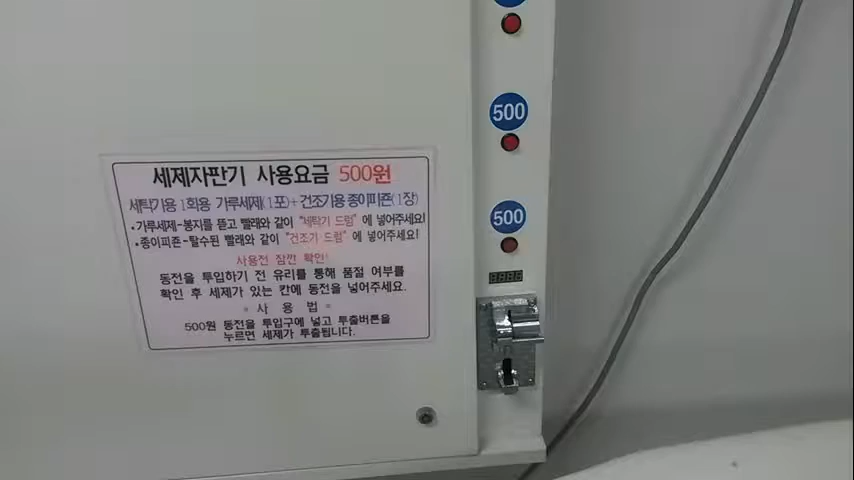 세제자판기 사용요금 500원
세탁기용 1회용 가루세제(1포)+건조기용 종이피죤(1장)
•가루세제-봉지를 뜯고 빨래와 같이 "세탁기 드럼" 에 넣어주세요!
•종이피죤-탈수된 빨래와 같이 "건조기 드럼" 에 넣어주세요!
사용전 잠깐 확인!
동전을 투입하기 전 유리를 통해 품절 여부를
확인 후 세제가 있는 칸에 동전을 넣어주세요.
사 용 법
500원 동전을 투입구에 넣고 투출버튼을
누르면 세제가 투출됩니다.
500
500